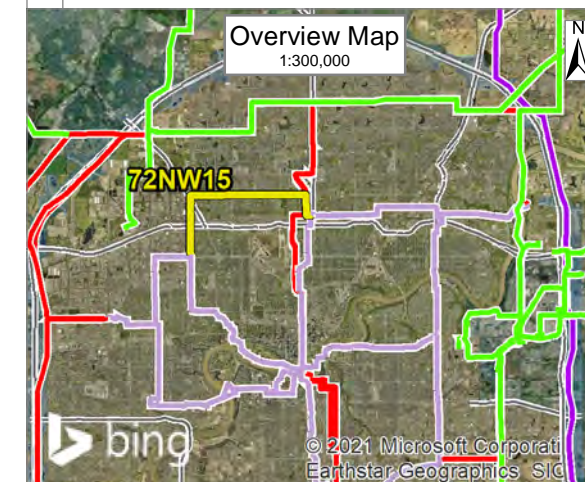 Overview Map
1:300,000
N
72NW15
bing
© 2021 Microsoft Corporati
Earthstar Geographics SIO